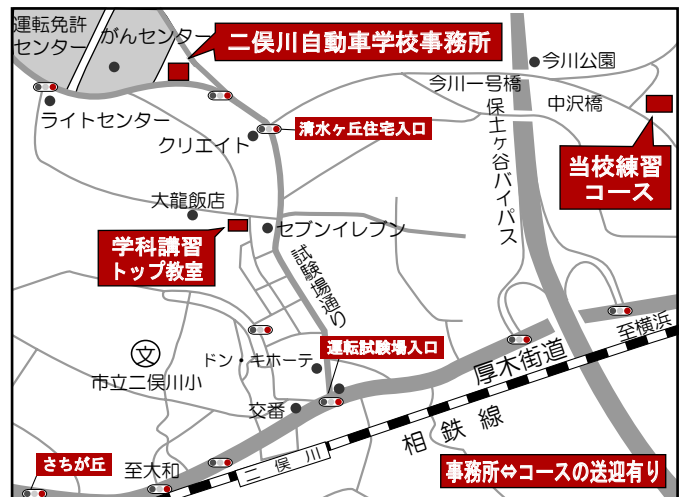 運転免許
センター
がんセンター
二俣川自動車学校事務所
今川公園
今川一号橋
中沢橋
ライトセンター
クリエイト
清水ヶ丘住宅入口
保土ヶ谷バイパス
当校練習
コース
大龍飯店
セブンイレブン
学科講習
トップ教室
試験場通り
至横浜
運転試験場入口
ドン・キホーテ
厚木街道
文
市立二俣川小
交番
相鉄線
さちが丘
至大和
二俣川
事務所⇔コースの送迎有り